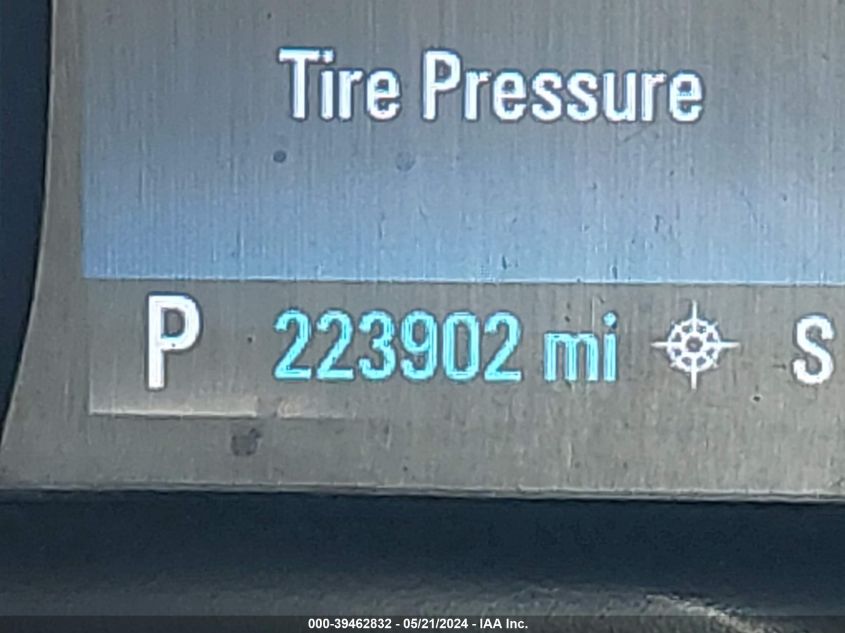 Tire Pressure
P 223902 mi S
000-39462832 - 05/21/2024 - IAA Inc.